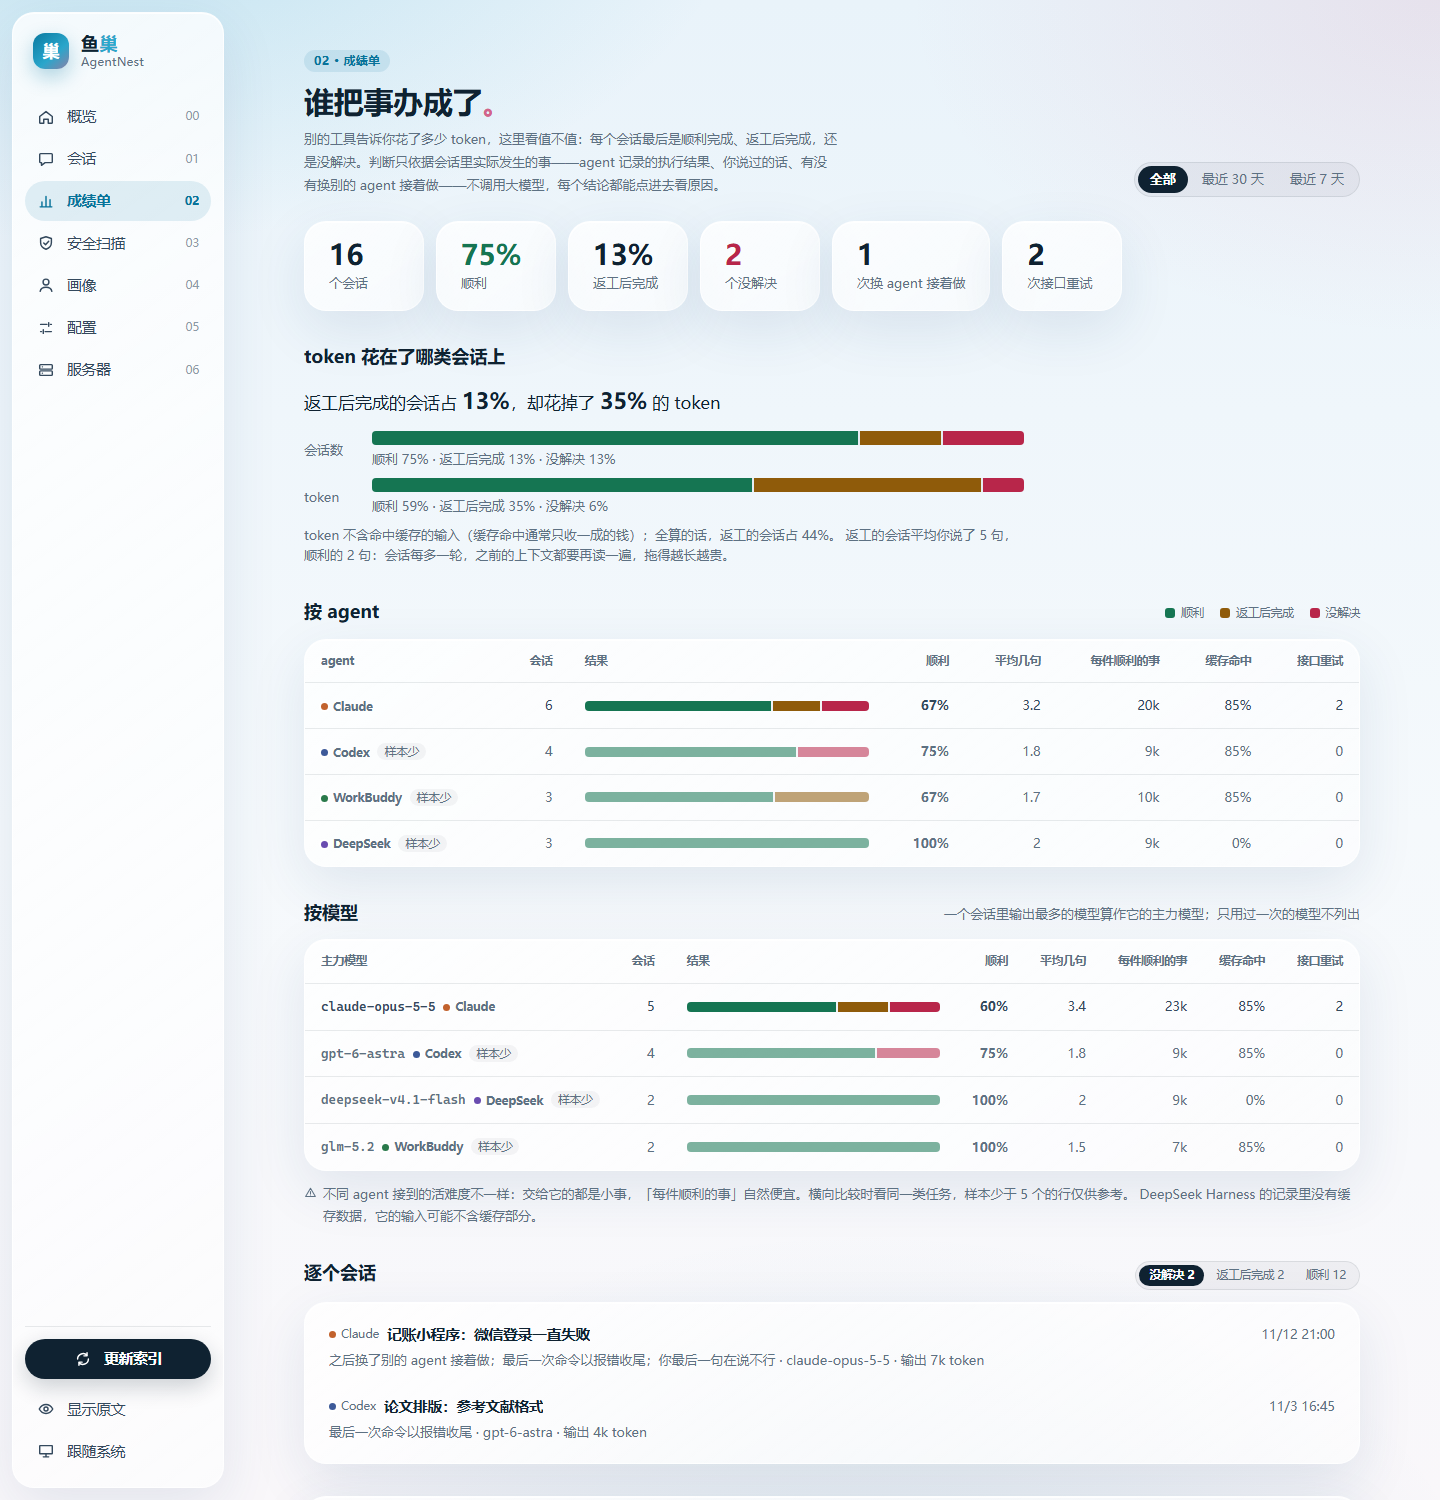 巢
鱼巢
AgentNest
概览 00
会话 01
成绩单 02
安全扫描 03
画像 04
配置 05
服务器 06
更新索引
显示原文
跟随系统
02 • 成绩单
谁把事办成了。
别的工具告诉你花了多少 token，这里看值不值：每个会话最后是顺利完成、返工后完成，还
是没解决。判断只依据会话里实际发生的事——agent 记录的执行结果、你说过的话、有没
有换别的 agent 接着做——不调用大模型，每个结论都能点进去看原因。
全部 最近 30 天 最近 7 天
16
个会话
75%
顺利
13%
返工后完成
2
个没解决
1
次换 agent 接着做
2
次接口重试
token 花在了哪类会话上
返工后完成的会话占 13%，却花掉了 35% 的 token
会话数
顺利 75% · 返工后完成 13% · 没解决 13%
token
顺利 59% · 返工后完成 35% · 没解决 6%
token 不含命中缓存的输入（缓存命中通常只收一成的钱）；全算的话，返工的会话占 44%。 返工的会话平均你说了 5 句，
顺利的 2 句：会话每多一轮，之前的上下文都要再读一遍，拖得越长越贵。
按 agent
顺利 返工后完成 没解决
agent 会话 结果 顺利 平均几句 每件顺利的事 缓存命中 接口重试
Claude 6 67% 3.2 20k 85% 2
Codex 样本少 4 75% 1.8 9k 85% 0
WorkBuddy 样本少 3 67% 1.7 10k 85% 0
DeepSeek 样本少 3 100% 2 9k 0% 0
按模型
一个会话里输出最多的模型算作它的主力模型；只用过一次的模型不列出
主力模型 会话 结果 顺利 平均几句 每件顺利的事 缓存命中 接口重试
claude-opus-5-5 Claude 5 60% 3.4 23k 85% 2
gpt-6-astra Codex 样本少 4 75% 1.8 9k 85% 0
deepseek-v4.1-flash DeepSeek 样本少 2 100% 2 9k 0% 0
glm-5.2 WorkBuddy 样本少 2 100% 1.5 7k 85% 0
不同 agent 接到的活难度不一样：交给它的都是小事，「每件顺利的事」自然便宜。横向比较时看同一类任务，样本少于 5 个的行仅供参考。 DeepSeek Harness 的记录里没有缓
存数据，它的输入可能不含缓存部分。
逐个会话
没解决 2 返工后完成 2 顺利 12
Claude 记账小程序：微信登录一直失败 11/12 21:00
之后换了别的 agent 接着做；最后一次命令以报错收尾；你最后一句在说不行 · claude-opus-5-5 · 输出 7k token
Codex 论文排版：参考文献格式 11/3 16:45
最后一次命令以报错收尾 · gpt-6-astra · 输出 4k token